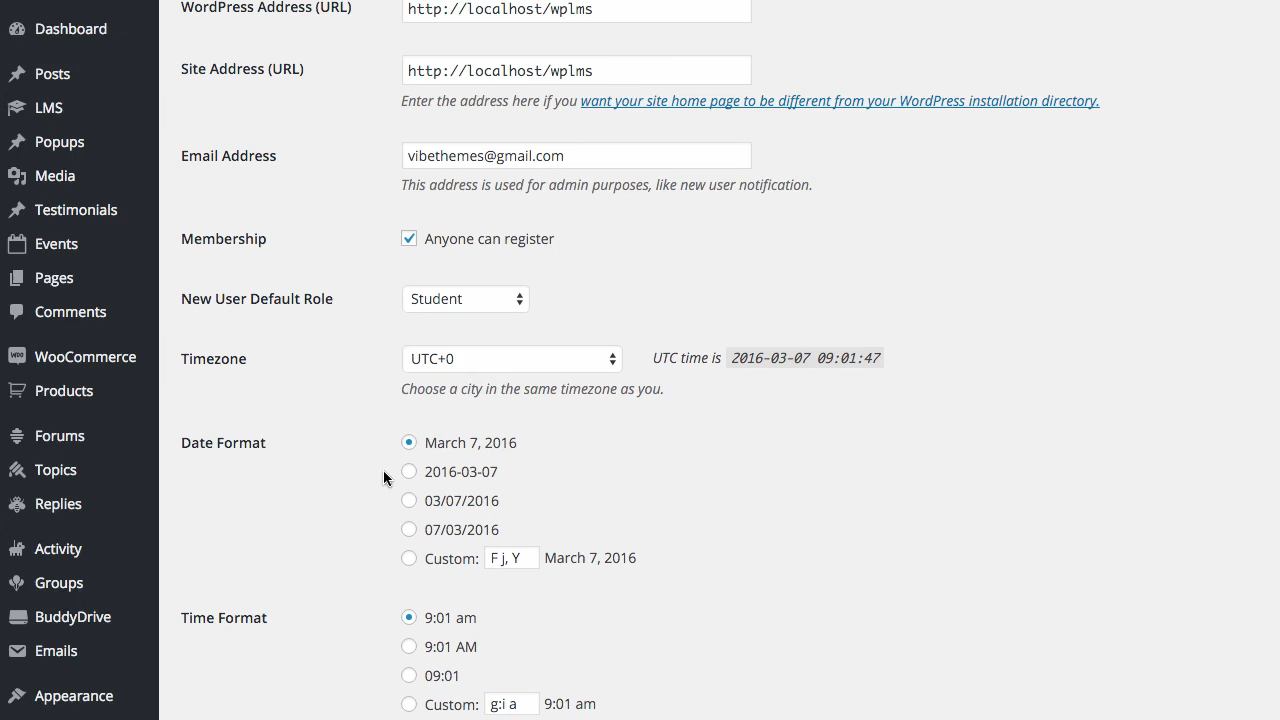 Dashboard
Posts
LMS
Popups
Media
Testimonials
Events
Pages
Comments
WooCommerce
Products
Forums
Topics
Replies
Activity
Groups
BuddyDrive
Emails
Appearance
WordPress Address (URL) http://localhost/wplms
Site Address (URL) http://localhost/wplms
Enter the address here if you want your site home page to be different from your WordPress installation directory.
Email Address vibethemes@gmail.com
This address is used for admin purposes, like new user notification.
Membership Anyone can register
New User Default Role Student
Timezone UTC+0 UTC time is 2016-03-07 09:01:47
Choose a city in the same timezone as you.
Date Format March 7, 2016
2016-03-07
03/07/2016
07/03/2016
Custom: F j, Y March 7, 2016
Time Format 9:01 am
9:01 AM
09:01
Custom: g:i a 9:01 am